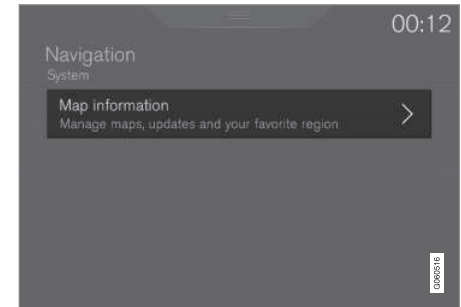 00:12
Navigation
System
Map information
Manage maps, updates and your favorite region
G060516